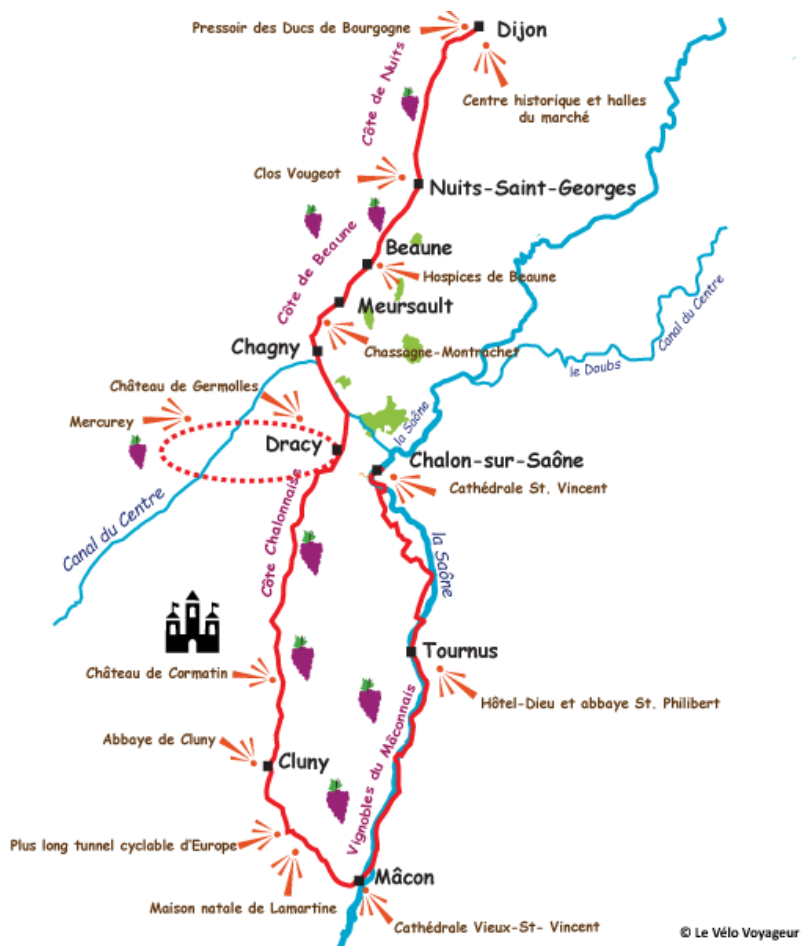 Pressoir des Ducs de Bourgogne
Dijon
Côte de Nuits
Centre historique et halles
du marché
Clos Vougeot
Nuits-Saint-Georges
Côte de Beaune
Beaune
Hospices de Beaune
Meursault
Canal du Centre
Chagny
Chassagne-Montrachet
le Doubs
Château de Germolles
Mercurey
la Saône
Dracy
Chalon-sur-Saône
Cathédrale St. Vincent
Canal du Centre
Côte Chalonnaise
la Saône
Tournus
Château de Cormatin
Hôtel-Dieu et abbaye St. Philibert
Abbaye de Cluny
Cluny
Vignobles du Mâconnais
Plus long tunnel cyclable d'Europe
Mâcon
Maison natale de Lamartine
Cathédrale Vieux-St- Vincent
© Le Vélo Voyageur